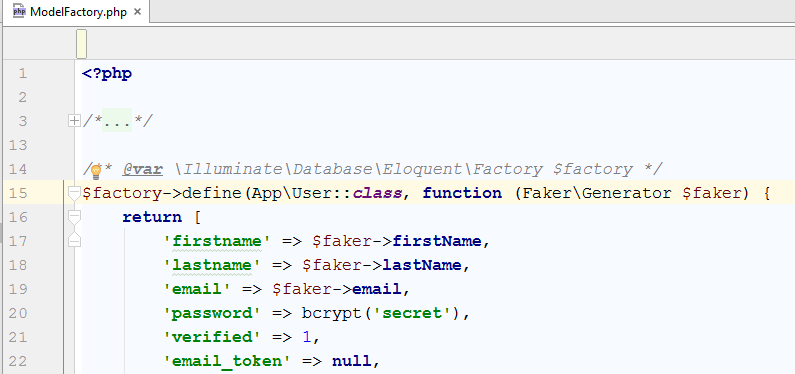 ModelFactory.php
1 <?php
2
3 /*...*/
13
14 /** @var \Illuminate\Database\Eloquent\Factory $factory */
15 $factory->define(App\User::class, function (Faker\Generator $faker) {
16 return [
17 'firstname' => $faker->firstName,
18 'lastname' => $faker->lastName,
19 'email' => $faker->email,
20 'password' => bcrypt('secret'),
21 'verified' => 1,
22 'email_token' => null,